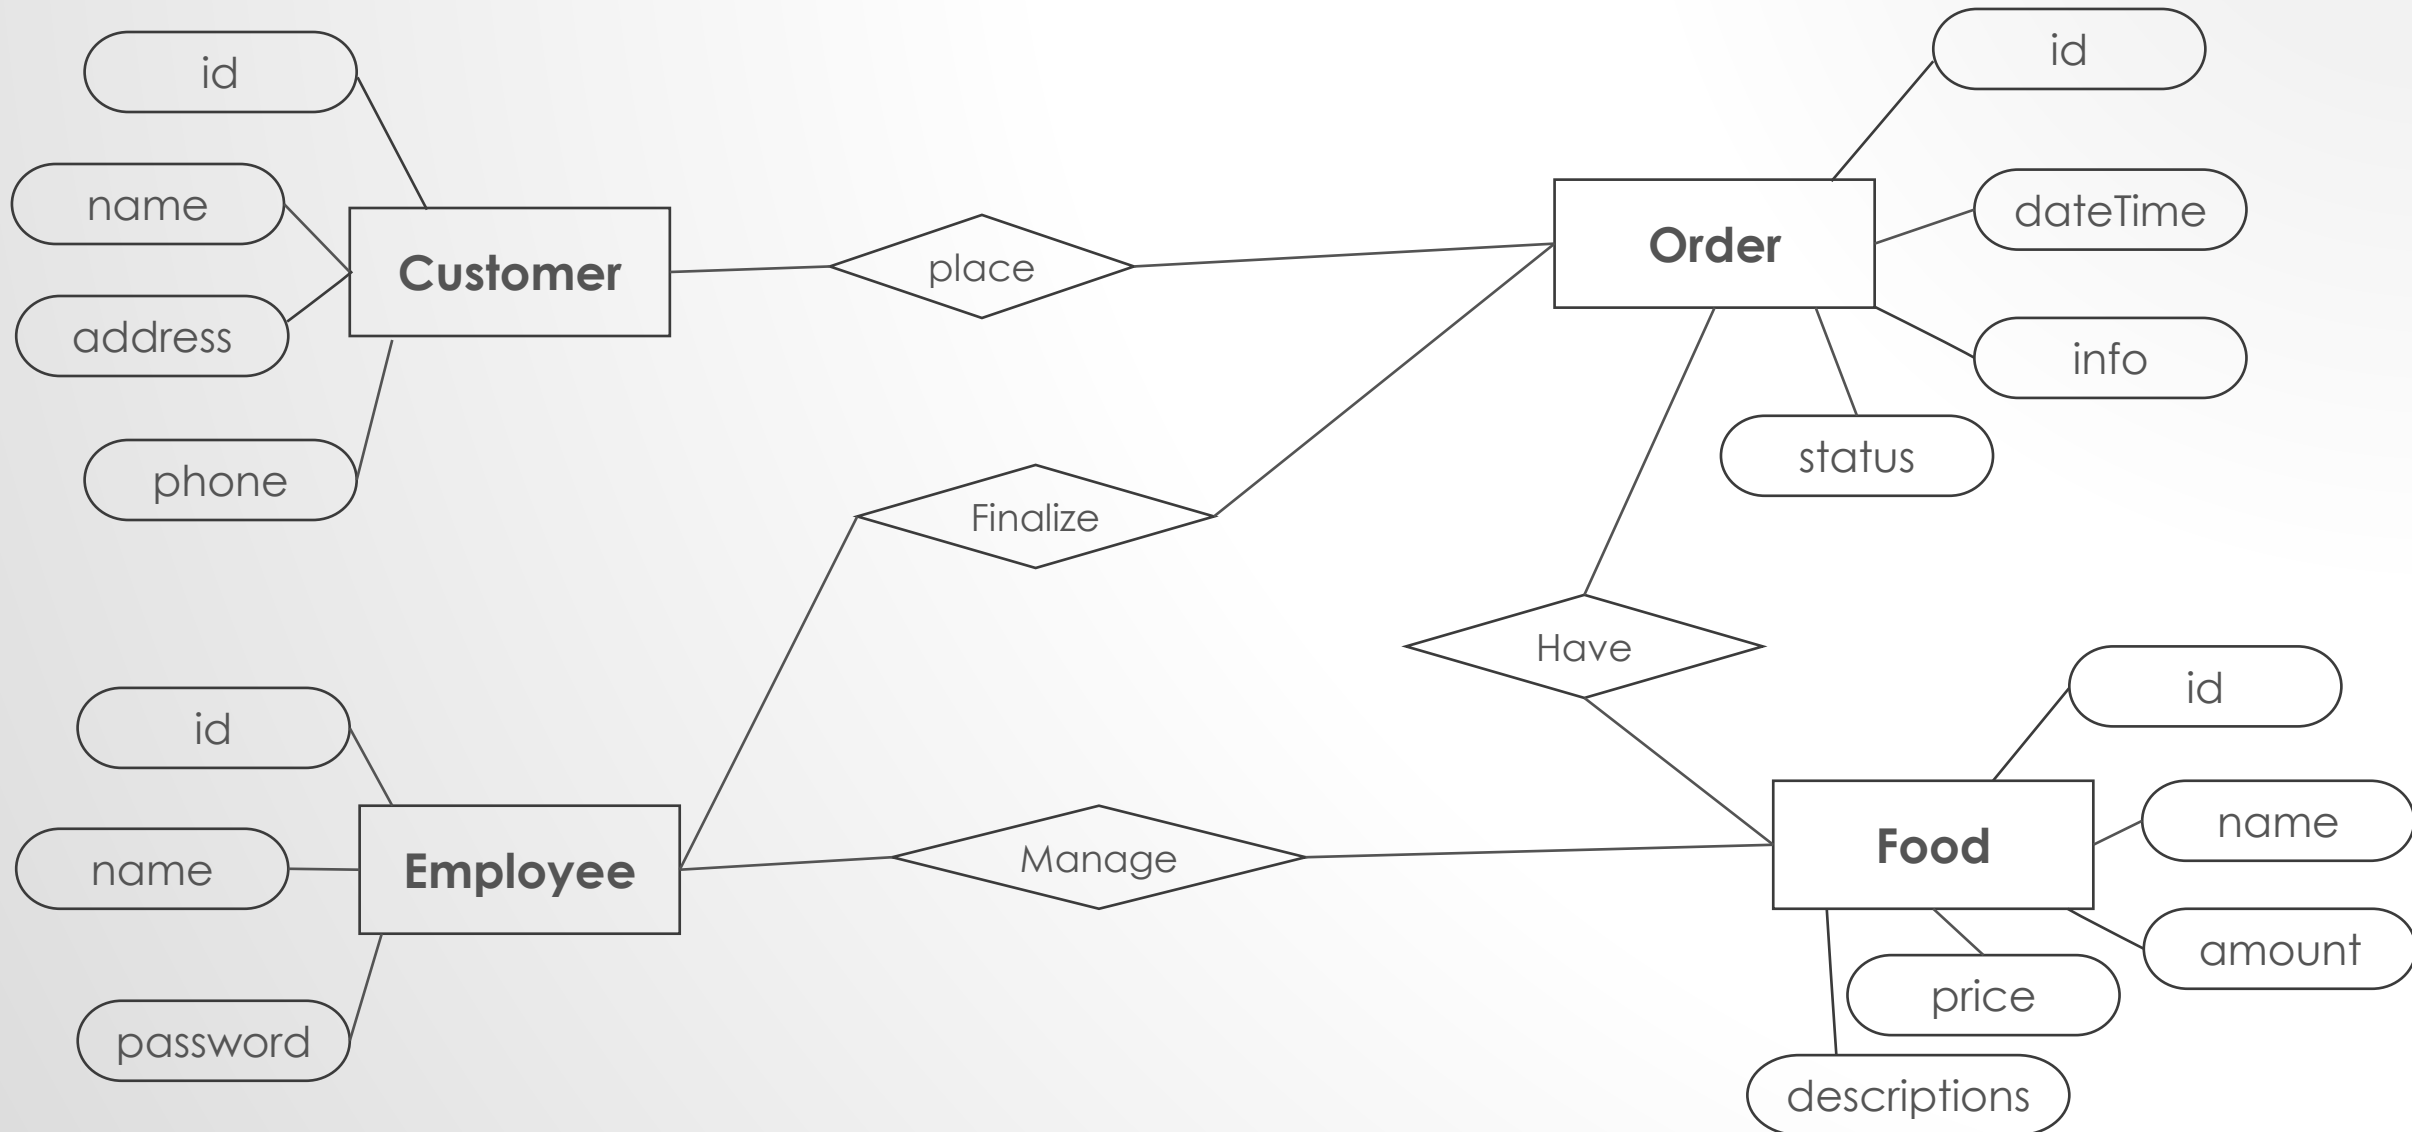 id
id
name
dateTime
Customer
place
Order
address
info
phone
status
Finalize
Have
id
id
name
name
Employee
Manage
Food
amount
price
password
descriptions